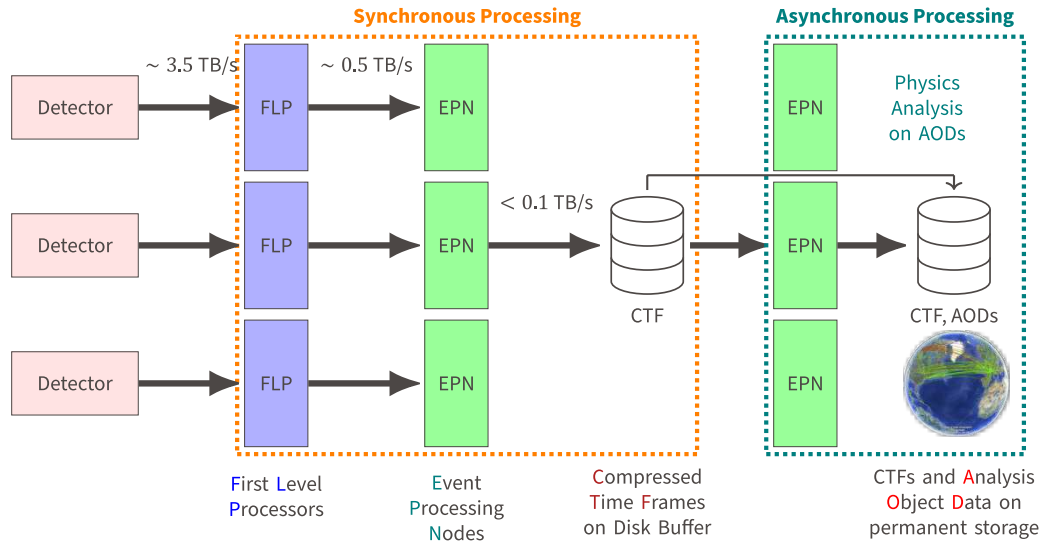 Synchronous Processing
Asynchronous Processing
~ 3.5 TB/s
~ 0.5 TB/s
Detector
FLP
EPN
EPN
Physics
Analysis
on AODs
< 0.1 TB/s
Detector
FLP
EPN
EPN
CTF
CTF, AODs
Detector
FLP
EPN
EPN
First Level
Processors
Event
Processing
Nodes
Compressed
Time Frames
on Disk Buffer
CTFs and Analysis
Object Data on
permanent storage